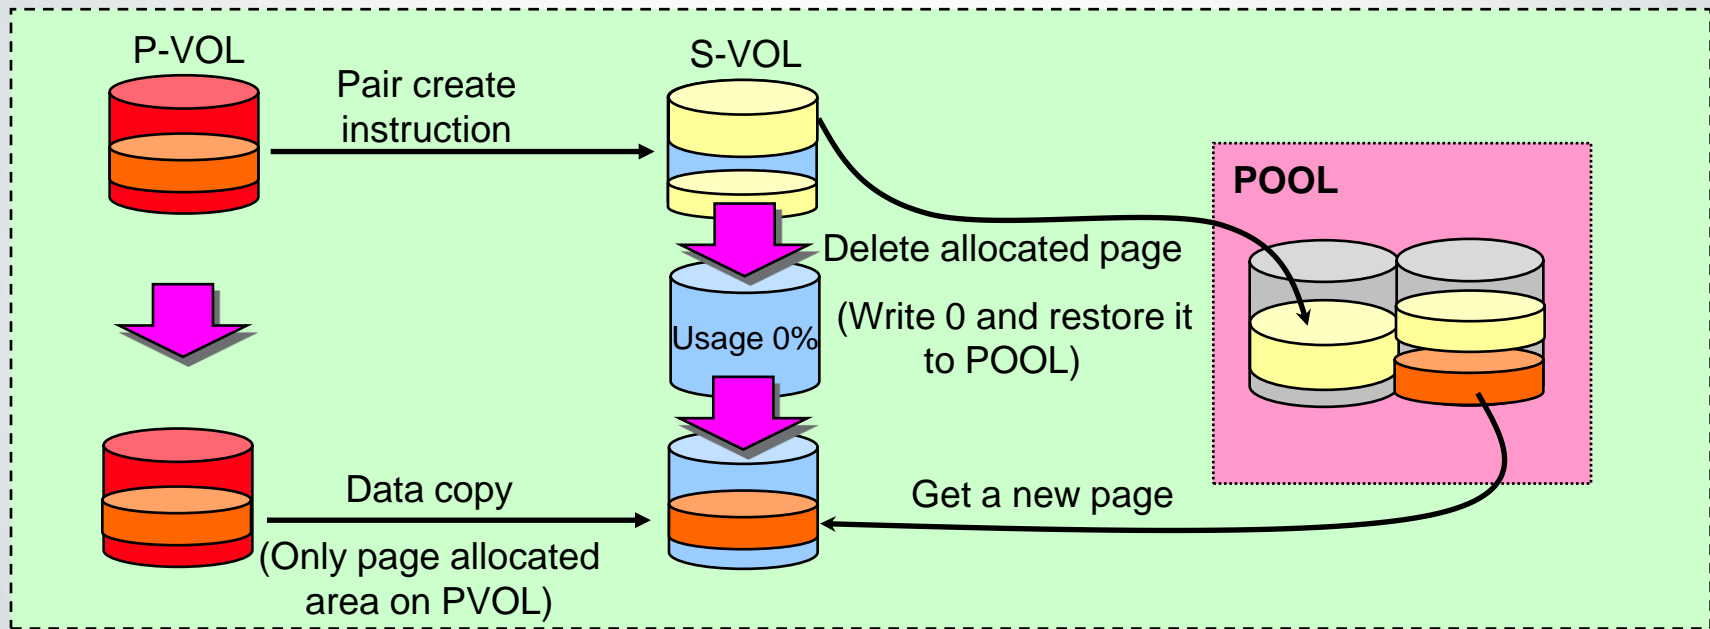 P-VOL
Pair create
instruction
S-VOL
POOL
Delete allocated page
(Write 0 and restore it
to POOL)
Usage 0%
Data copy
(Only page allocated
area on PVOL)
Get a new page